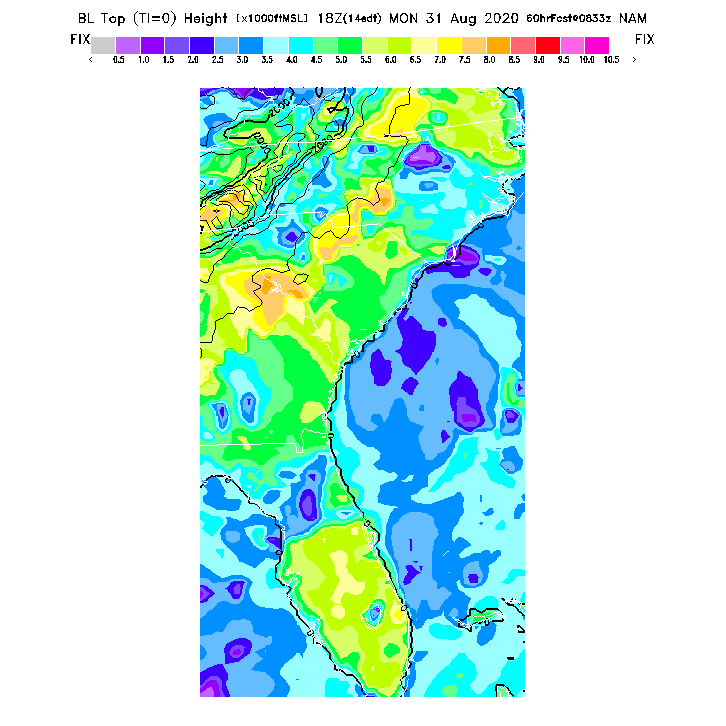 BL Top (TI=0) Height [x1000ftMSL] 18Z(14edt) MON 31 Aug 2020 60hrFcst@0833z NAM
FIX FIX
< 0.5 1.0 1.5 2.0 2.5 3.0 3.5 4.0 4.5 5.0 5.5 6.0 6.5 7.0 7.5 8.0 8.5 9.0 9.5 10.0 10.5 >